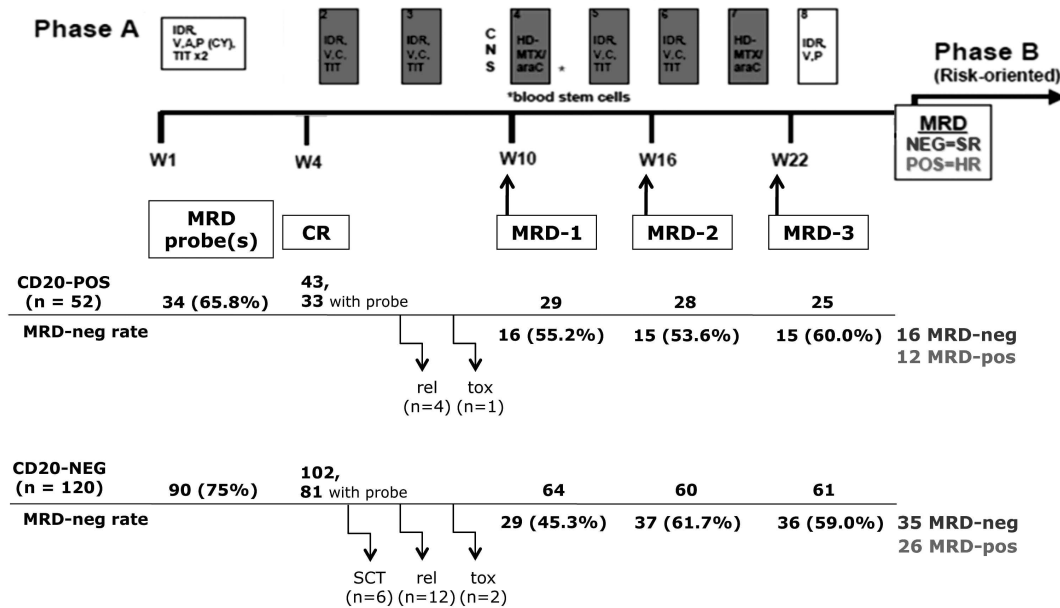 Phase A
IDR,
V,A,P (CY),
TIT x2
2
IDR,
V,C,
TIT
3
IDR,
V,C,
TIT
C
N
S
4
HD-
MTX/
araC
*
5
IDR,
V,C,
TIT
6
IDR,
V,C,
TIT
7
HD-
MTX/
araC
8
IDR,
V,P
Phase B
(Risk-oriented)
*blood stem cells
W1
W4
W10
W16
W22
MRD
NEG=SR
POS=HR
MRD
probe(s)
CR
MRD-1
MRD-2
MRD-3
CD20-POS
(n = 52)
34 (65.8%)
43,
33 with probe
29
28
25
MRD-neg rate
16 (55.2%)
15 (53.6%)
15 (60.0%)
16 MRD-neg
12 MRD-pos
rel
(n=4)
tox
(n=1)
CD20-NEG
(n = 120)
90 (75%)
102,
81 with probe
64
60
61
MRD-neg rate
29 (45.3%)
37 (61.7%)
36 (59.0%)
35 MRD-neg
26 MRD-pos
SCT
(n=6)
rel
(n=12)
tox
(n=2)